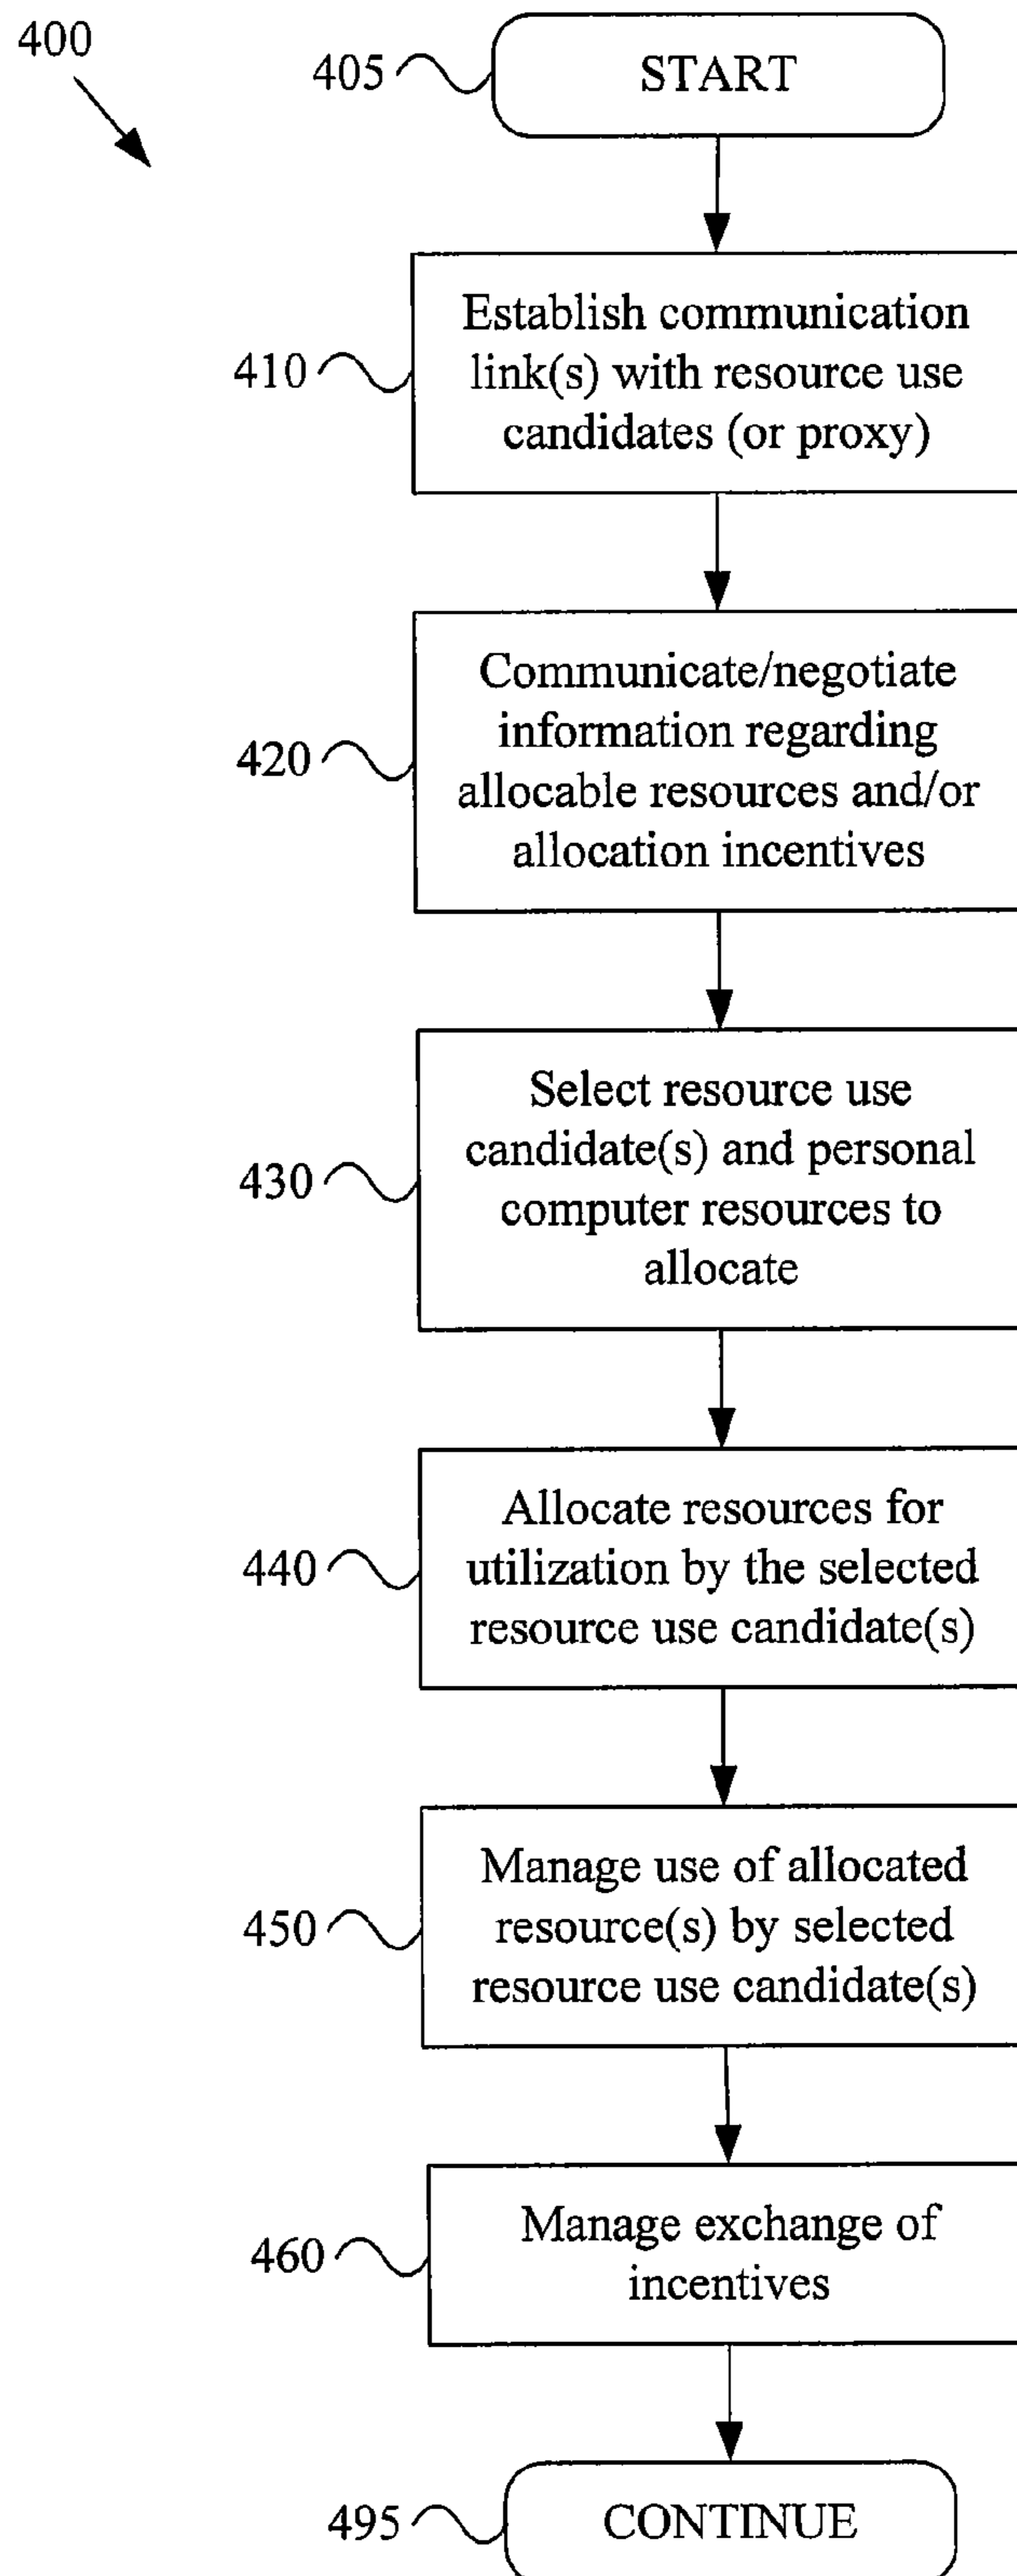 400
405
START
410
Establish communication
link(s) with resource use
candidates (or proxy)
420
Communicate/negotiate
information regarding
allocable resources and/or
allocation incentives
430
Select resource use
candidate(s) and personal
computer resources to
allocate
440
Allocate resources for
utilization by the selected
resource use candidate(s)
450
Manage use of allocated
resource(s) by selected
resource use candidate(s)
460
Manage exchange of
incentives
495
CONTINUE